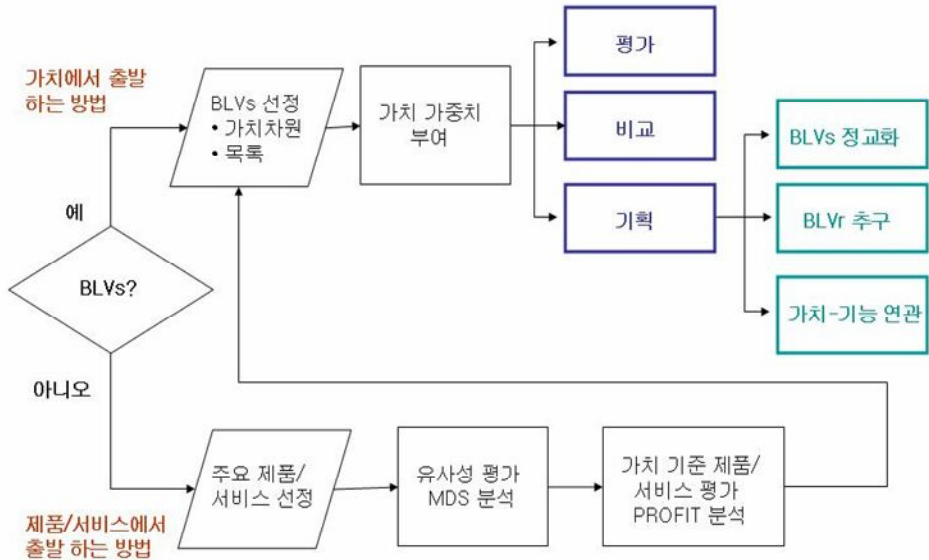 가치에서 출발
하는 방법
BLVs 선정
• 가치차원
• 목록
가치 가중치
부여
평가
비교
기획
BLVs 정교화
BLVr 추구
가치-기능 연관
예
BLVs?
아니오
주요 제품/
서비스 선정
유사성 평가
MDS 분석
가치 기준 제품/
서비스 평가
PROFIT 분석
제품/서비스에서
출발 하는 방법